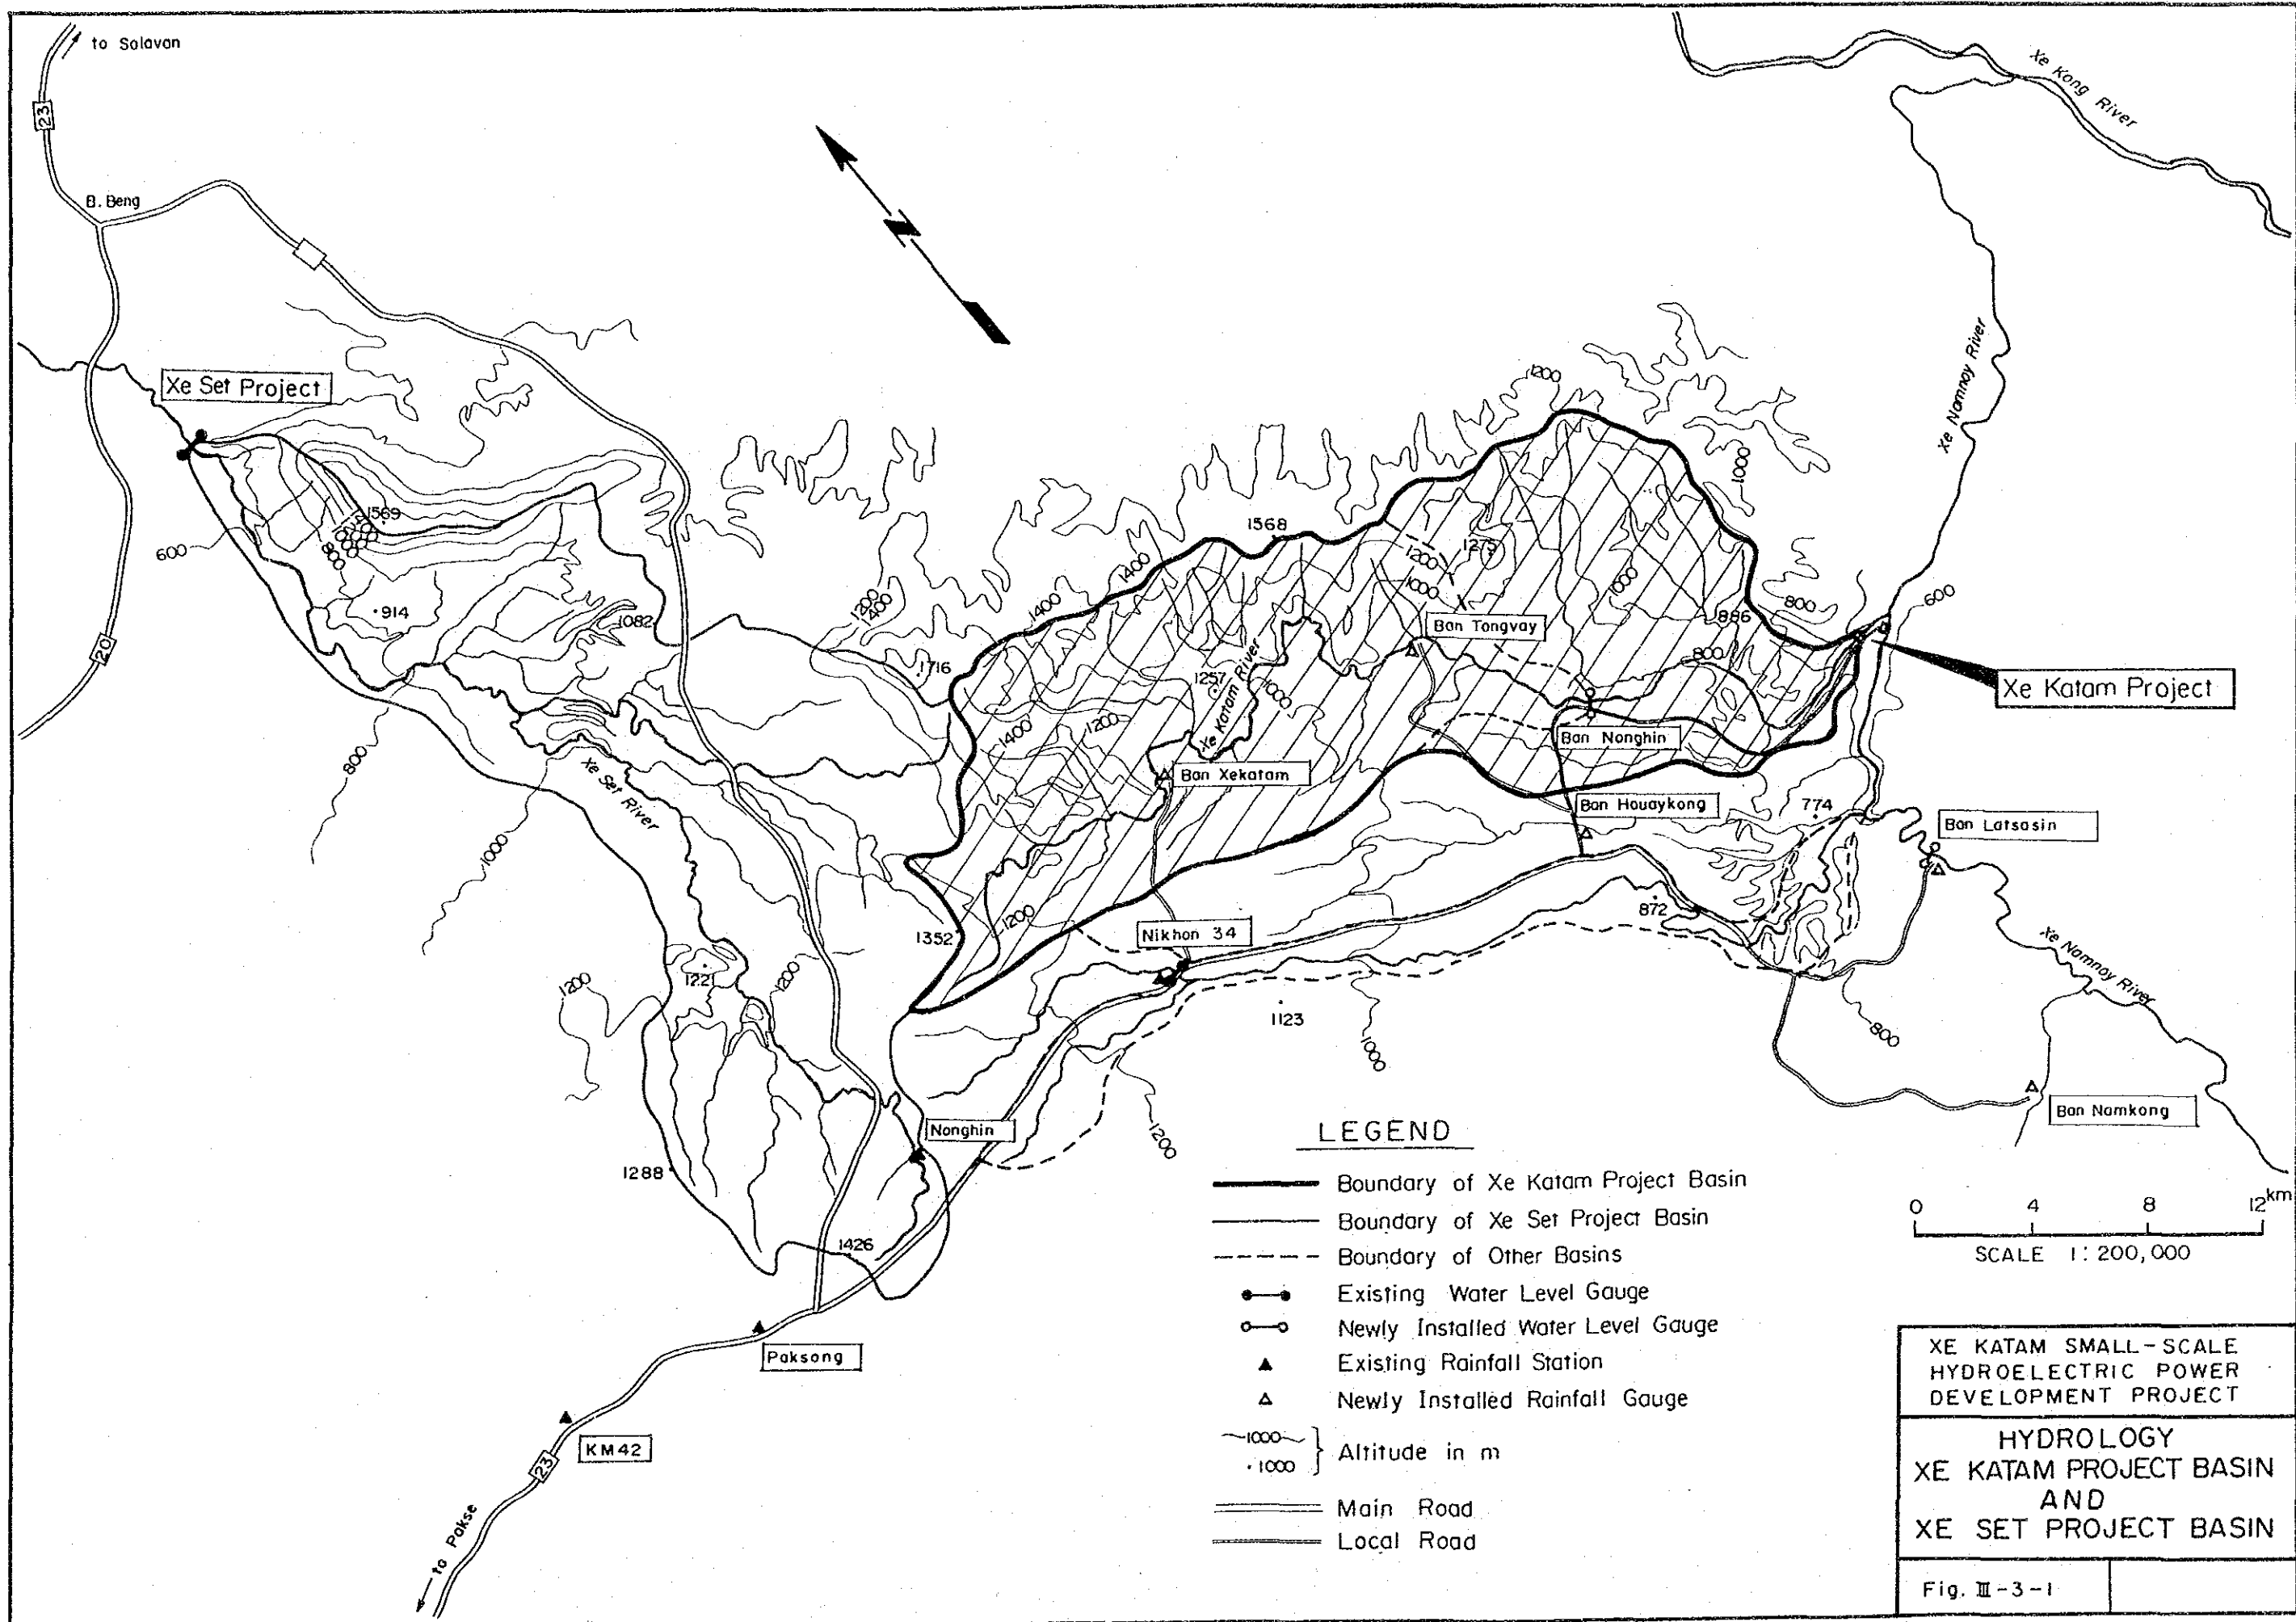 to Salavan
23
B. Beng
Xe Kong River
Xe Set Project
1200
Xe Namnoy River
1000
1569
600
800
914
1082
1200
1400
1716
1400
1400
1568
1200
1275
1000
1000
Ban Tongvay
886
800
800
600
Xe Katam Project
20
1257
Xe Katam River
1000
1400
1200
Ban Xekatam
Ban Nonghin
Ban Houaykong
774
Ban Latsasin
800
Xe Set River
1000
1352
1200
Nikhon 34
872
Xe Namnoy River
1221
1200
1200
1123
1000
800
Ban Namkong
Nonghin
1200
1288
1426
Paksong
KM42
23
to Pakse
LEGEND
Boundary of Xe Katam Project Basin
Boundary of Xe Set Project Basin
Boundary of Other Basins
Existing Water Level Gauge
Newly Installed Water Level Gauge
Existing Rainfall Station
Newly Installed Rainfall Gauge
1000
1000
Altitude in m
Main Road
Local Road
0 4 8 12 km
SCALE 1:200,000
XE KATAM SMALL-SCALE
HYDROELECTRIC POWER
DEVELOPMENT PROJECT
HYDROLOGY
XE KATAM PROJECT BASIN
AND
XE SET PROJECT BASIN
Fig. III-3-1